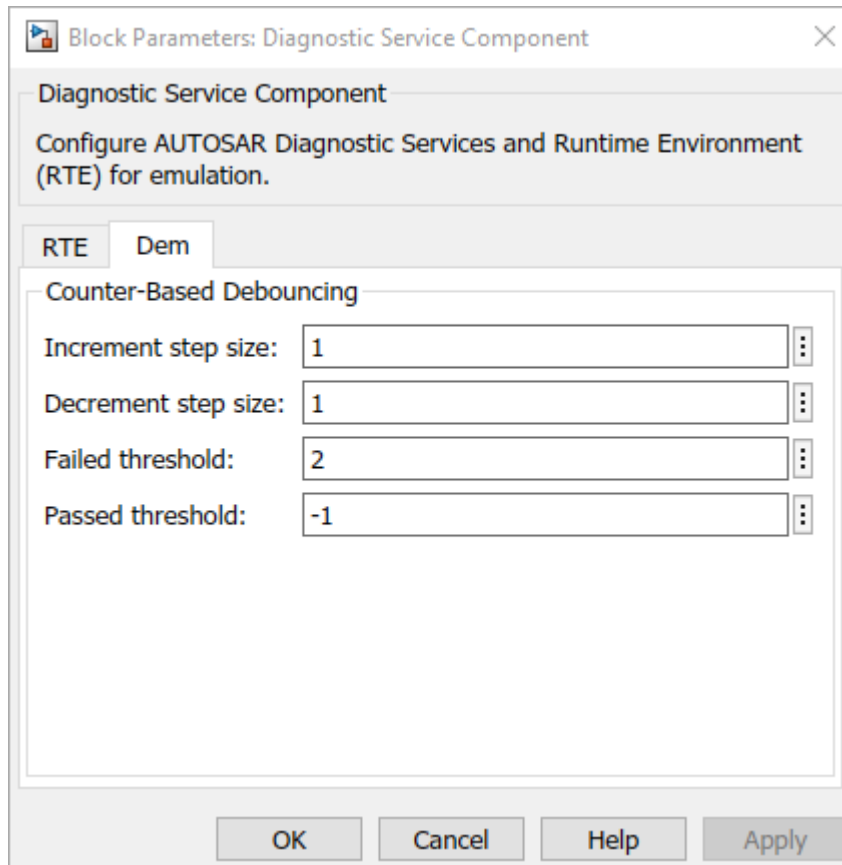 Block Parameters: Diagnostic Service Component
Diagnostic Service Component
Configure AUTOSAR Diagnostic Services and Runtime Environment
(RTE) for emulation.
RTE Dem
Counter-Based Debouncing
Increment step size: 1
Decrement step size: 1
Failed threshold: 2
Passed threshold: -1
OK Cancel Help Apply